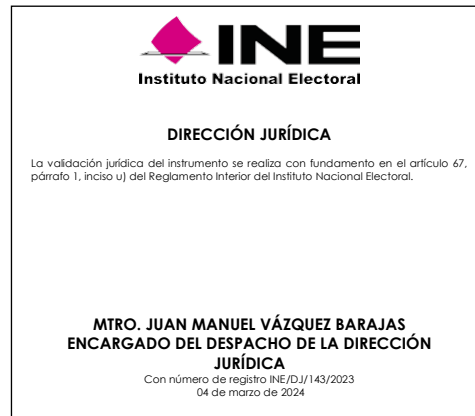 INE
Instituto Nacional Electoral
DIRECCIÓN JURÍDICA
La validación jurídica del instrumento se realiza con fundamento en el artículo 67,
párrafo 1, inciso u) del Reglamento Interior del Instituto Nacional Electoral.
MTRO. JUAN MANUEL VÁZQUEZ BARAJAS
ENCARGADO DEL DESPACHO DE LA DIRECCIÓN
JURÍDICA
Con número de registro INE/DJ/143/2023
04 de marzo de 2024